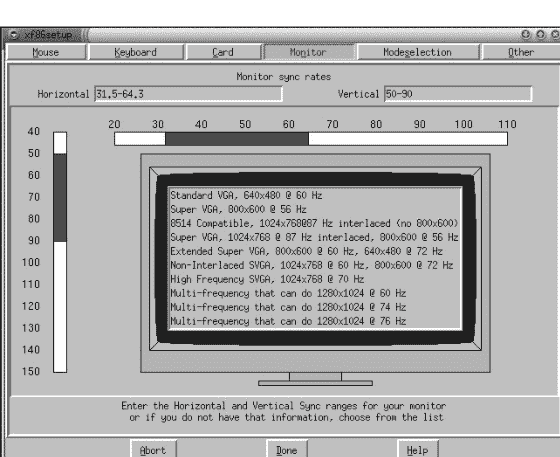 xf86setup
Mouse Keyboard Card Monitor Modeselection Other
Monitor sync rates
Horizontal 31.5-64.3 Vertical 50-90
20 30 40 50 60 70 80 90 100 110
40
50
60
70
80
90
100
110
120
130
140
150
Standard VGA, 640x480 @ 60 Hz
Super VGA, 800x600 @ 56 Hz
8514 Compatible, 1024x768@87 Hz interlaced (no 800x600)
Super VGA, 1024x768 @ 87 Hz interlaced, 800x600 @ 56 Hz
Extended Super VGA, 800x600 @ 60 Hz, 640x480 @ 72 Hz
Non-Interlaced SVGA, 1024x768 @ 60 Hz, 800x600 @ 72 Hz
High Frequency SVGA, 1024x768 @ 70 Hz
Multi-frequency that can do 1280x1024 @ 60 Hz
Multi-frequency that can do 1280x1024 @ 74 Hz
Multi-frequency that can do 1280x1024 @ 76 Hz
Enter the Horizontal and Vertical Sync ranges for your monitor
or if you do not have that information, choose from the list
Abort Done Help